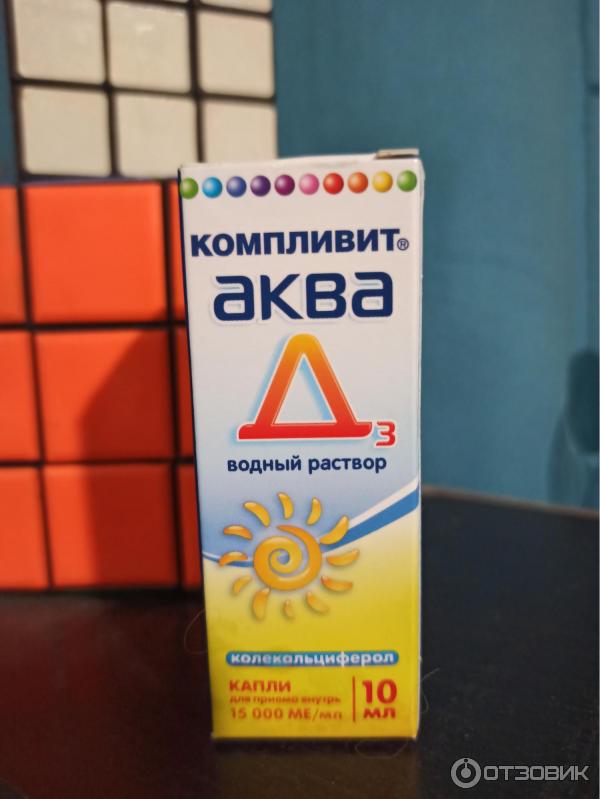 КОМПЛИВИТ®
аква
Д3
водный раствор
колекальциферол
КАПЛИ
для приема внутрь
15 000 МЕ/мл
10
мл
ОТЗОВИК